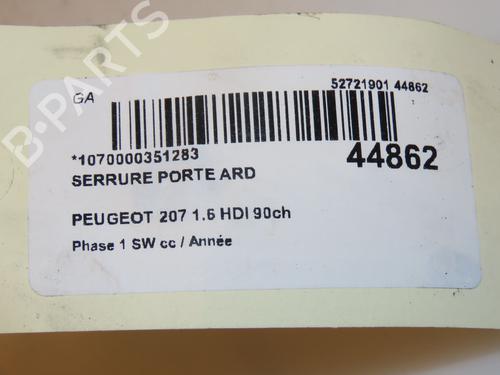 B-PARTS
GA
52721901 44862
*1070000351283
44862
SERRURE PORTE ARD
PEUGEOT 207 1.6 HDI 90ch
Phase 1 SW cc / Année